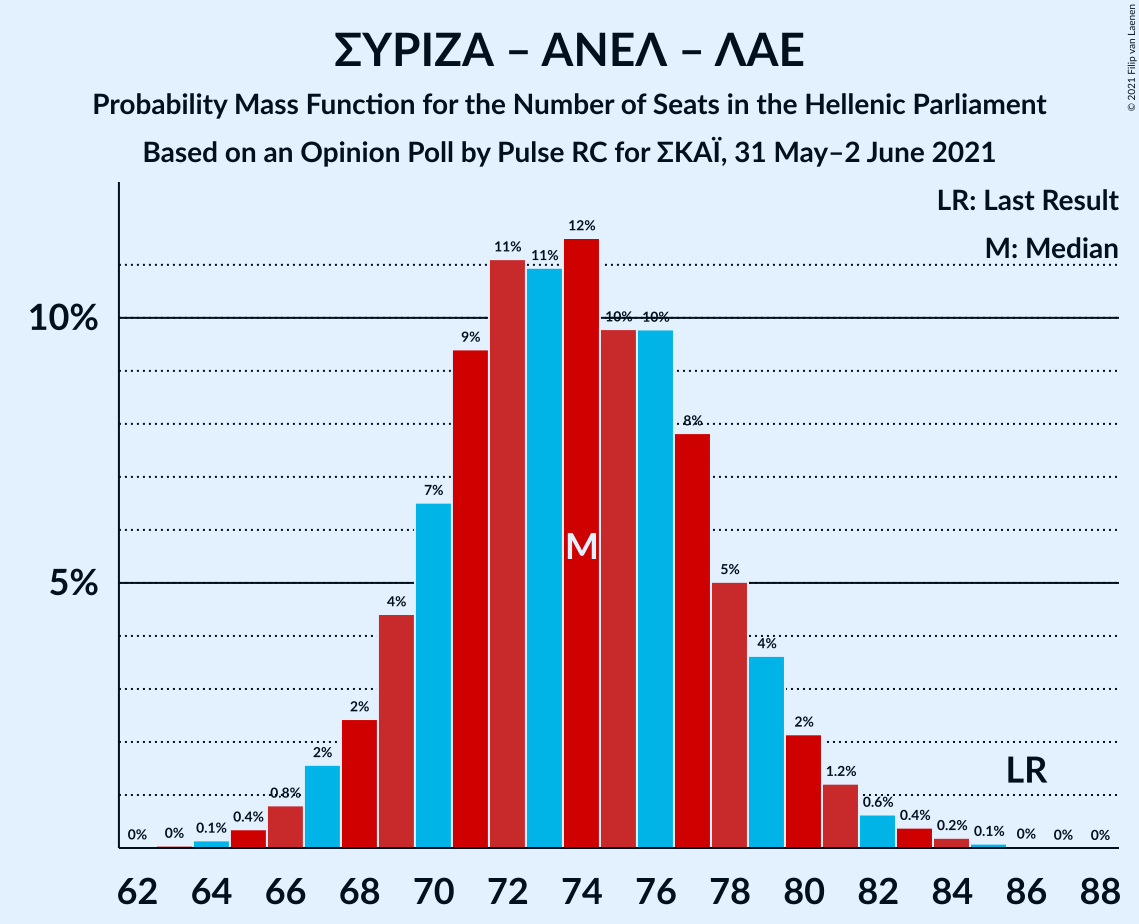 ΣΥΡΙΖΑ – ΑΝΕΛ – ΛΑΕ
Probability Mass Function for the Number of Seats in the Hellenic Parliament
Based on an Opinion Poll by Pulse RC for ΣΚΑΪ, 31 May–2 June 2021
© 2021 Filip van Laenen
LR: Last Result
M: Median
10%
5%
0% 0% 0.1% 0.4% 0.8% 2% 2% 4% 7% 9% 11% 11% 12% 10% 10% 8% 5% 4% 2% 1.2% 0.6% 0.4% 0.2% 0.1% 0% 0% 0%
M
LR
62 64 66 68 70 72 74 76 78 80 82 84 86 88